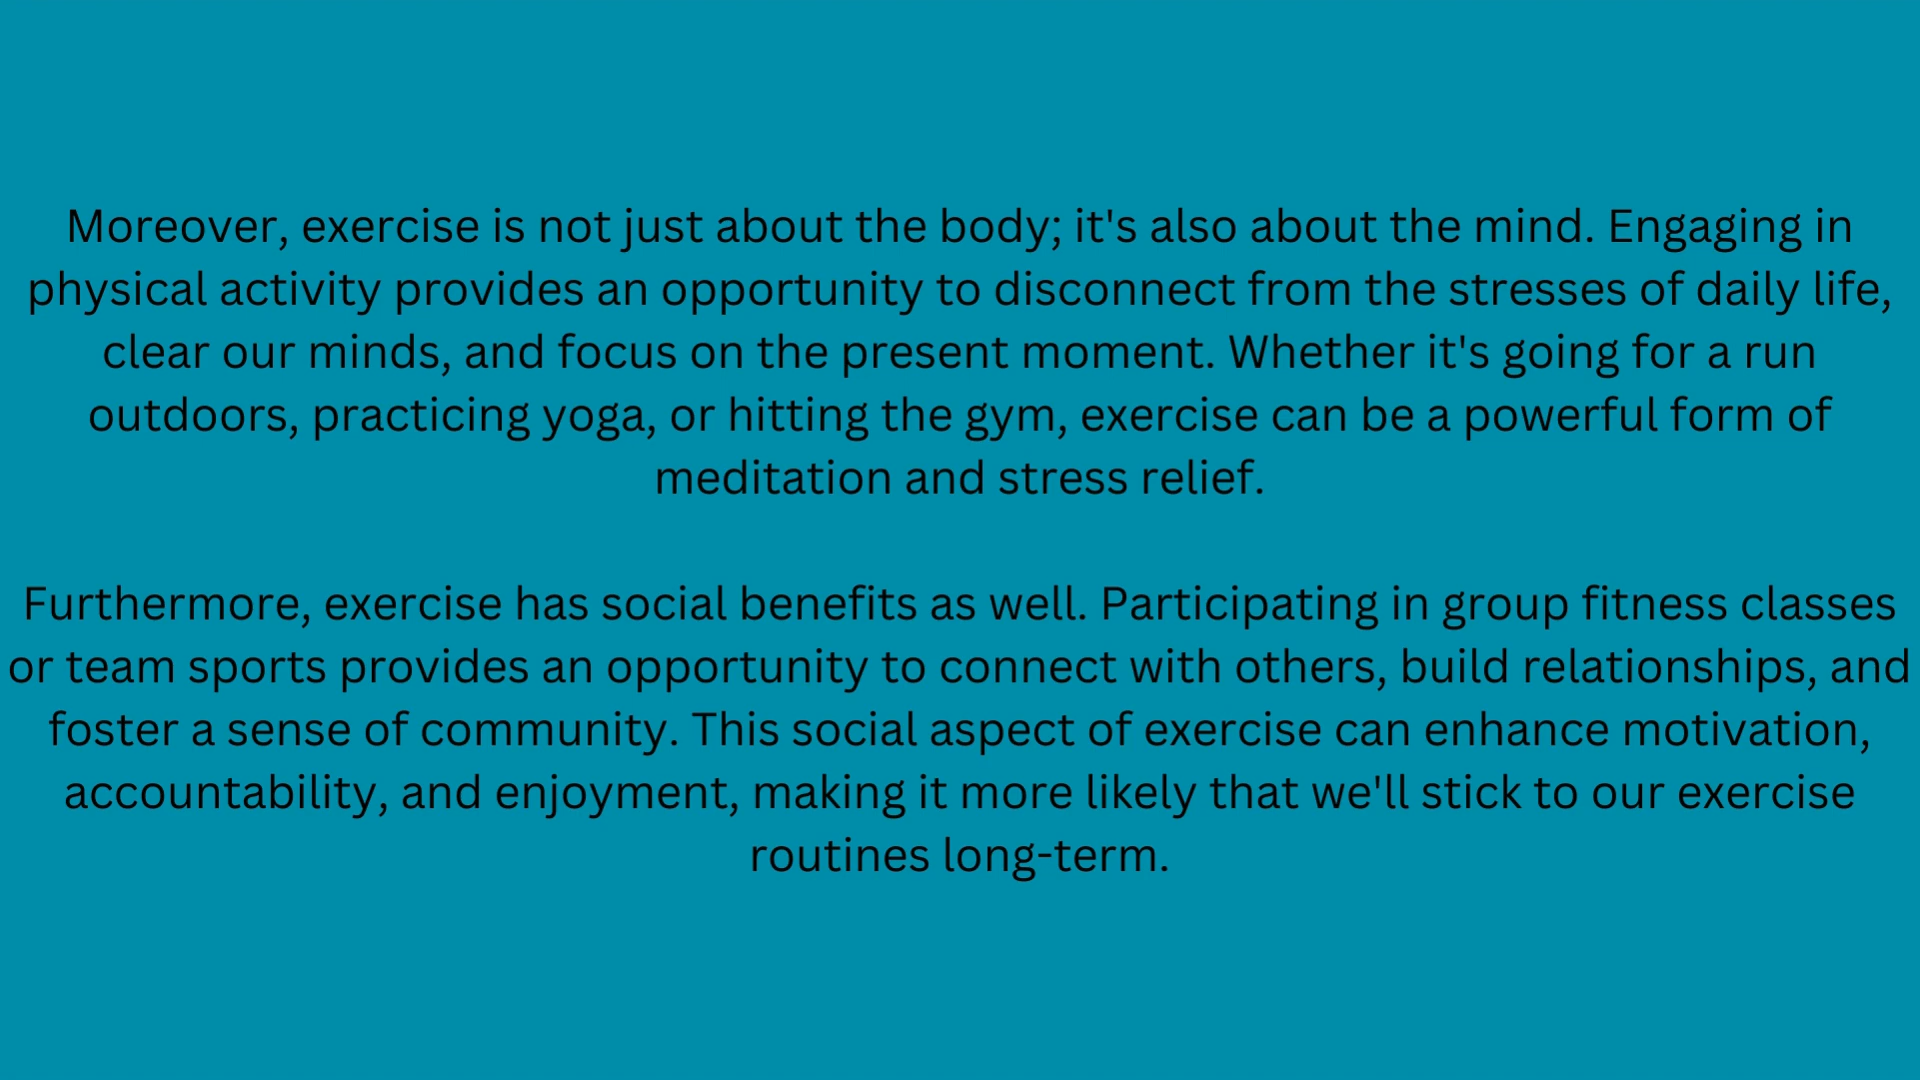 Moreover, exercise is not just about the body; it's also about the mind. Engaging in
physical activity provides an opportunity to disconnect from the stresses of daily life,
clear our minds, and focus on the present moment. Whether it's going for a run
outdoors, practicing yoga, or hitting the gym, exercise can be a powerful form of
meditation and stress relief.
Furthermore, exercise has social benefits as well. Participating in group fitness classes
or team sports provides an opportunity to connect with others, build relationships, and
foster a sense of community. This social aspect of exercise can enhance motivation,
accountability, and enjoyment, making it more likely that we'll stick to our exercise
routines long-term.